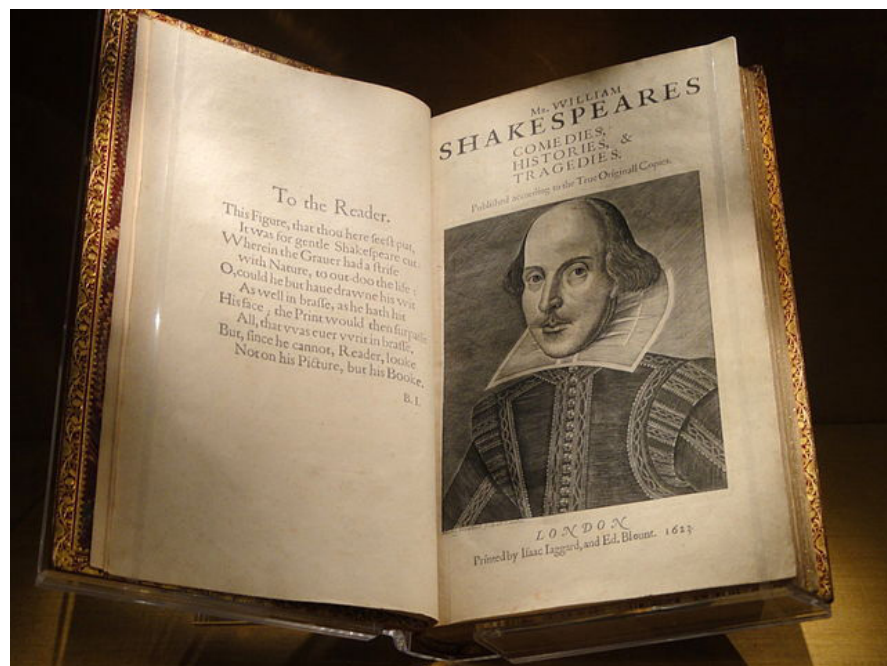 To the Reader.
This Figure, that thou here ſeeſt put,
It was for gentle Shakeſpeare cut;
Wherein the Grauer had a ſtrife
with Nature, to out-doo the life :
O, could he but haue drawne his wit
As well in braſſe, as he hath hit
His face ; the Print would then ſurpaſſe
All, that vvas euer vvrit in braſſe.
But, ſince he cannot, Reader, looke
Not on his Picture, but his Booke.
B. I.
Mr. VVILLIAM
SHAKESPEARES
COMEDIES,
HISTORIES, &
TRAGEDIES.
Publiſhed according to the True Originall Copies.
LONDON
Printed by Iſaac Iaggard, and Ed. Blount. 1623.